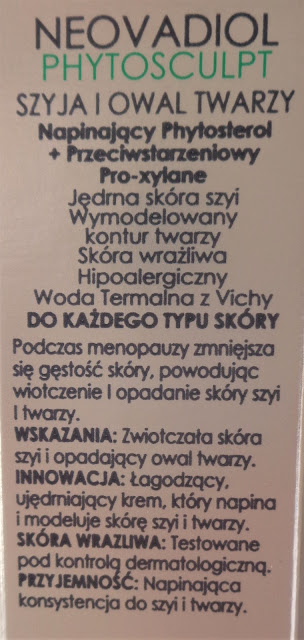 NEOVADIOL
PHYTOSCULPT
SZYJA I OWAL TWARZY
Napinający Phytosterol
+ Przeciwstarzeniowy
Pro-xylane
Jędrna skóra szyi
Wymodelowany
kontur twarzy
Skóra wrażliwa
Hipoalergiczny
Woda Termalna z Vichy
DO KAŻDEGO TYPU SKÓRY
Podczas menopauzy zmniejsza
się gęstość skóry, powodując
wiotczenie I opadanie skóry szyi
I twarzy.
WSKAZANIA: Zwiotczała skóra
szyi i opadający owal twarzy.
INNOWACJA: Łagodzący,
ujędrniający krem, który napina
i modeluje skórę szyi i twarzy.
SKÓRA WRAZLIWA: Testowane
pod kontrolą dermatologiczną.
PRZYJEMNOŚĆ: Napinająca
konsystencja do szyi i twarzy.